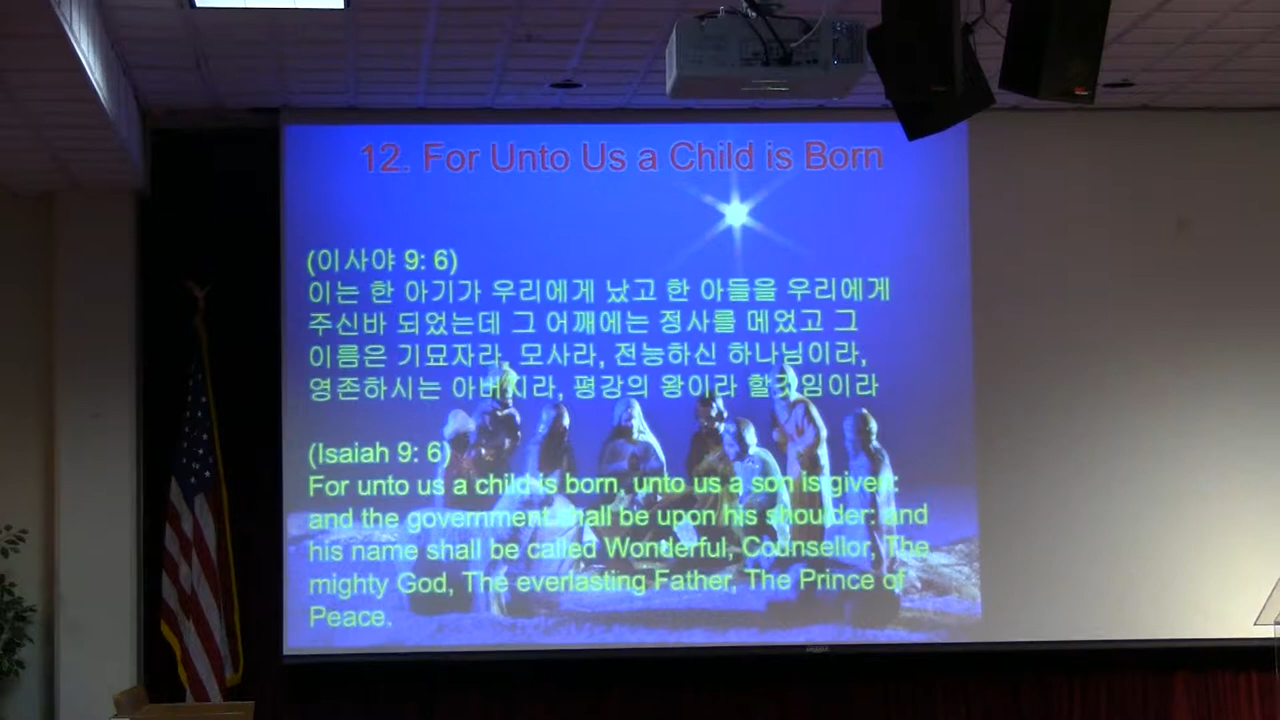 12. For Unto Us a Child is Born
(이사야 9: 6)
이는 한 아기가 우리에게 났고 한 아들을 우리에게
주신바 되었는데 그 어깨에는 정사를 메었고 그
이름은 기묘자라, 모사라, 전능하신 하나님이라,
영존하시는 아버지라, 평강의 왕이라 할것임이라
(Isaiah 9: 6)
For unto us a child is born, unto us a son is given:
and the government shall be upon his shoulder: and
his name shall be called Wonderful, Counsellor, The
mighty God, The everlasting Father, The Prince of
Peace.